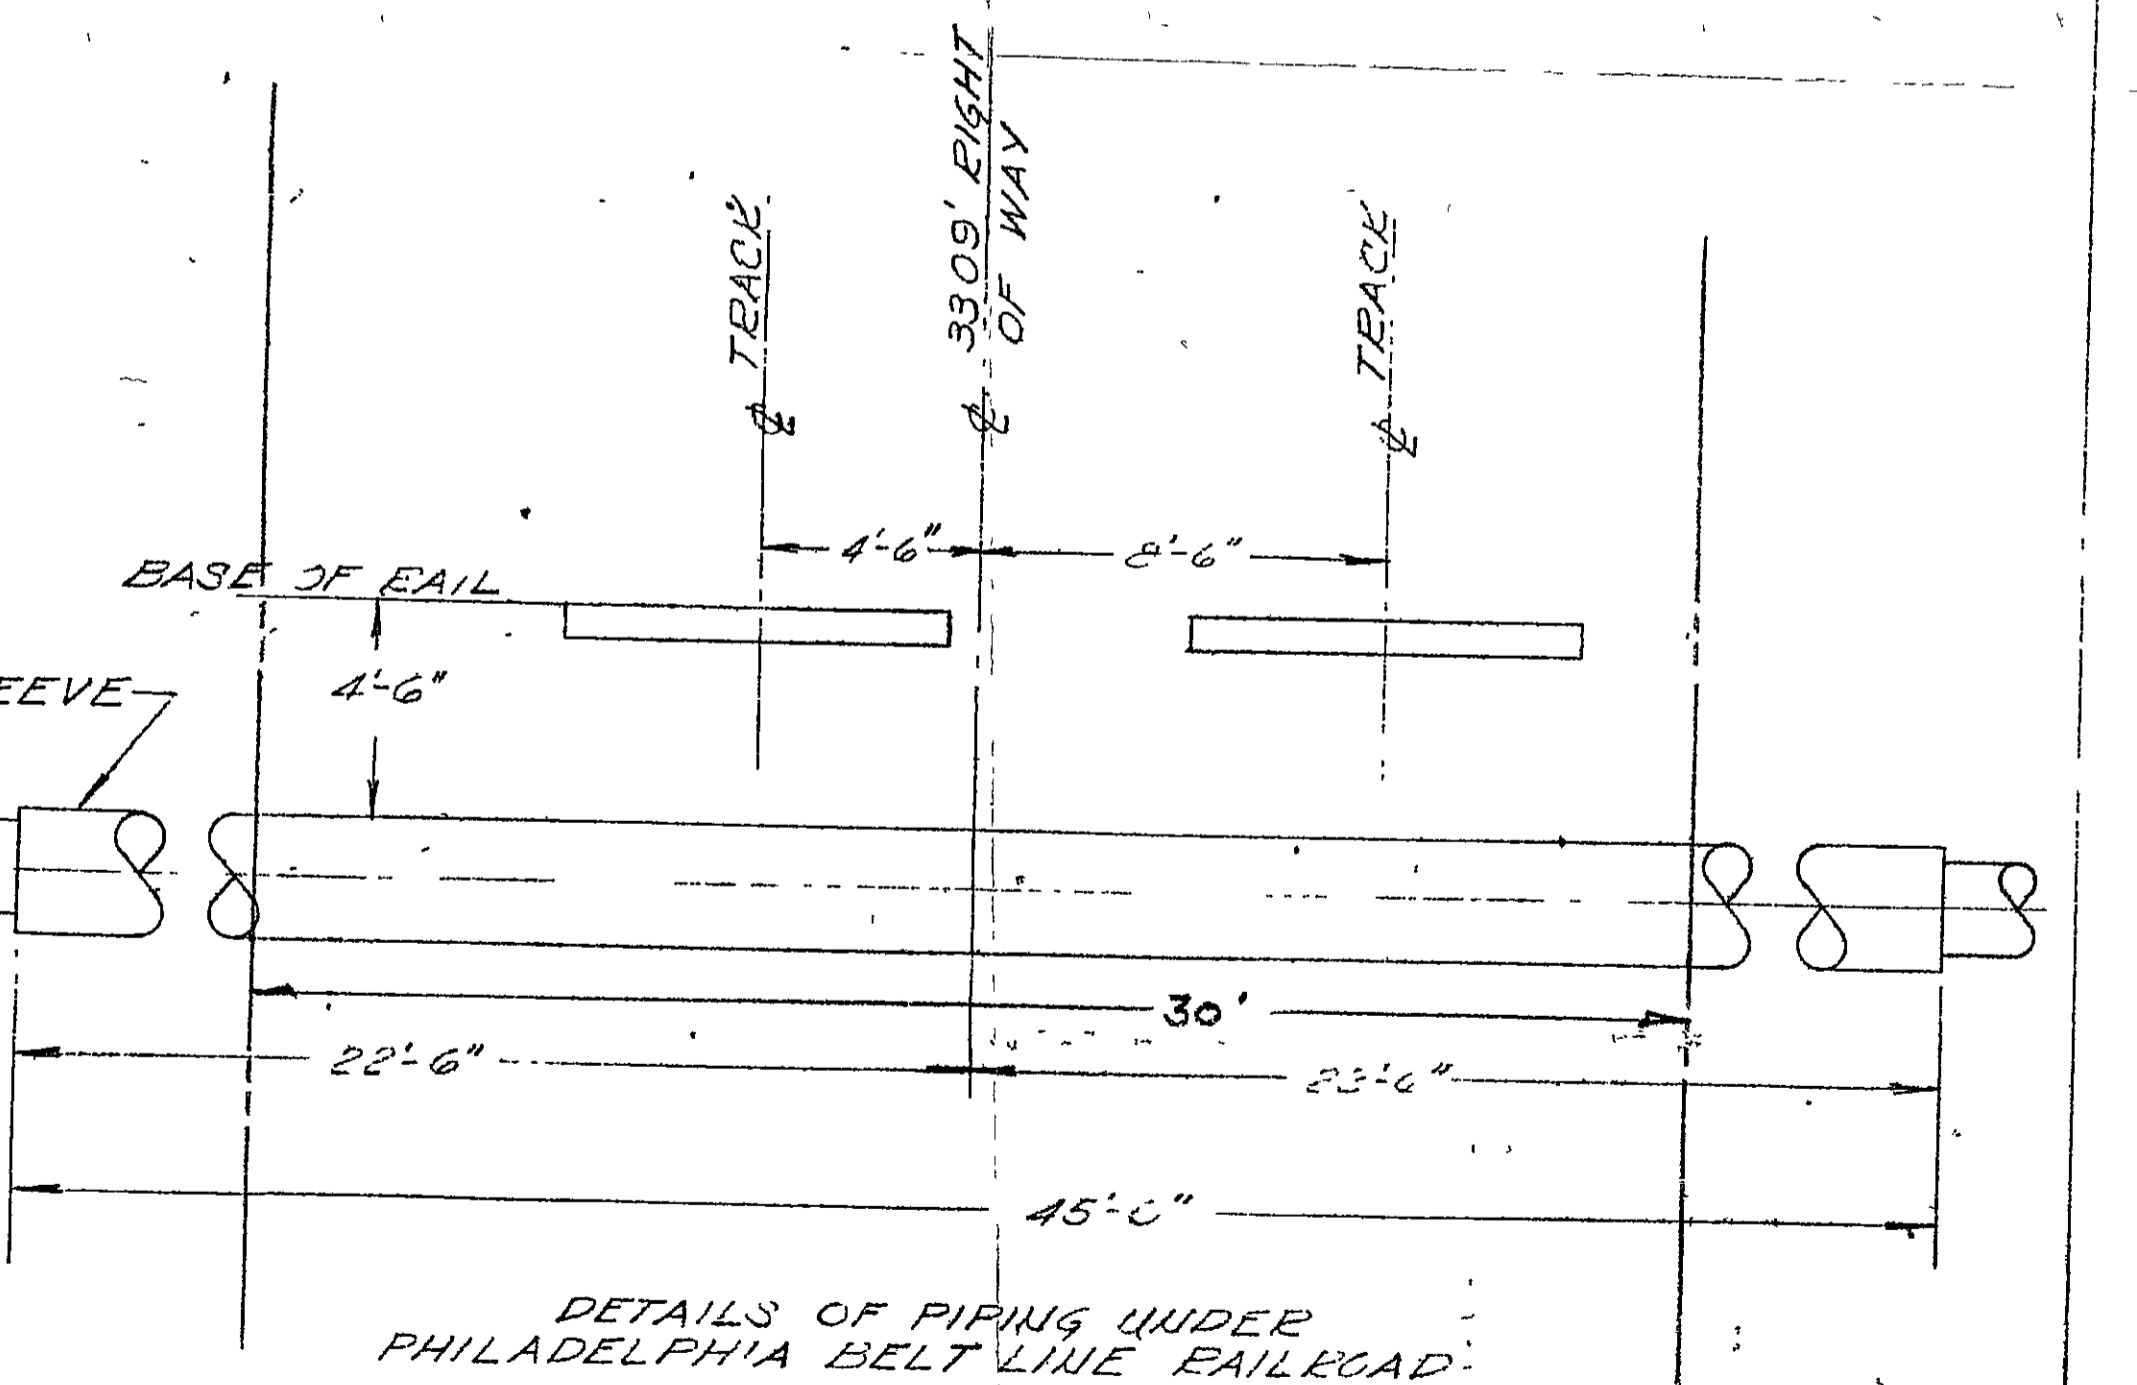 ℄ TRACK
℄ 3309' RIGHT
OF WAY
℄ TRACK
4'-6"
8'-6"
BASE OF RAIL
4'-6"
EEVE
30'
22'-6"
45'-0"
DETAILS OF PIPING UNDER
PHILADELPHIA BELT LINE RAILROAD